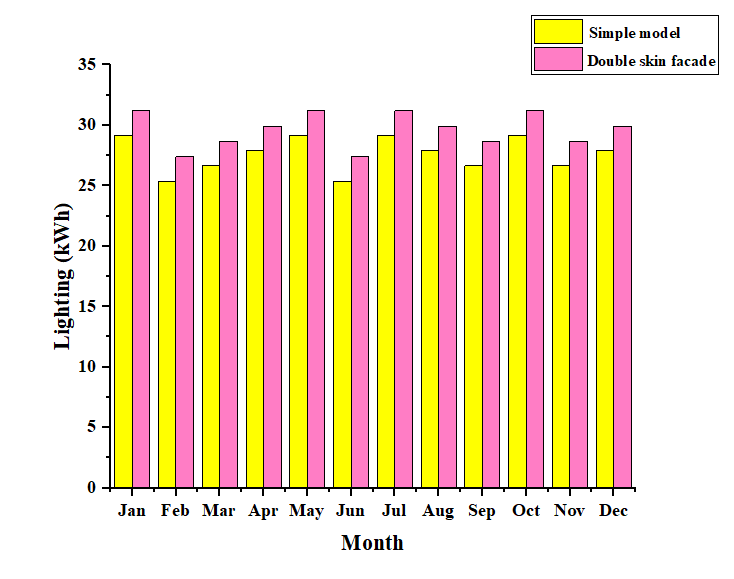 Simple model
Double skin facade
35
30
25
20
15
10
5
0
Lighting (kWh)
Jan Feb Mar Apr May Jun Jul Aug Sep Oct Nov Dec
Month